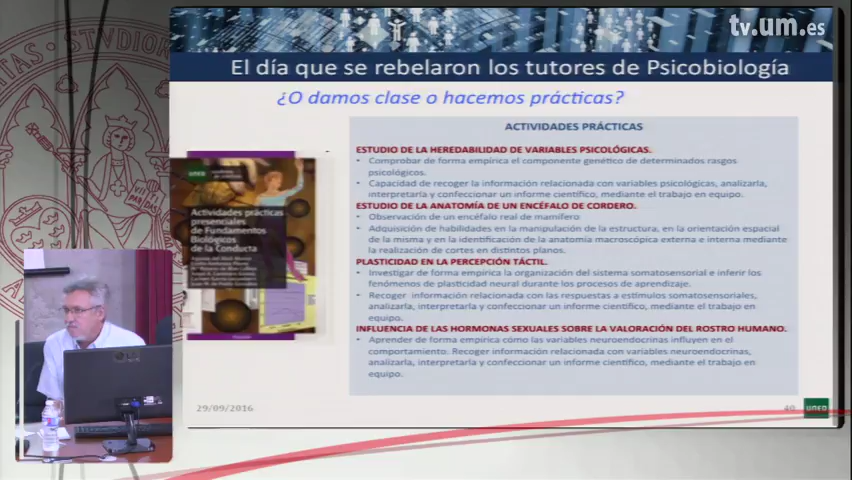 tv.um.es
El día que se rebelaron los tutores de Psicobiología
¿O damos clase o hacemos prácticas?
ACTIVIDADES PRÁCTICAS
ESTUDIO DE LA HEREDABILIDAD DE VARIABLES PSICOLÓGICAS.
• Comprobar de forma empírica el componente genético de determinados rasgos
psicológicos.
• Capacidad de recoger la información relacionada con variables psicológicas, analizarla,
interpretarla y confeccionar un informe científico, mediante el trabajo en equipo.
ESTUDIO DE LA ANATOMÍA DE UN ENCÉFALO DE CORDERO.
• Observación de un encéfalo real de mamífero
• Adquisición de habilidades en la manipulación de la estructura, en la orientación espacial
de la misma y en la identificación de la anatomía macroscópica externa e interna mediante
la realización de cortes en distintos planos.
PLASTICIDAD EN LA PERCEPCIÓN TÁCTIL.
• Investigar de forma empírica la organización del sistema somatosensorial e inferir los
fenómenos de plasticidad neural durante los procesos de aprendizaje.
• Recoger información relacionada con las respuestas a estímulos somatosensoriales,
analizarla, interpretarla y confeccionar un informe científico, mediante el trabajo en
equipo.
INFLUENCIA DE LAS HORMONAS SEXUALES SOBRE LA VALORACIÓN DEL ROSTRO HUMANO.
• Aprender de forma empírica cómo las variables neuroendocrinas influyen en el
comportamiento. Recoger información relacionada con variables neuroendocrinas,
analizarla, interpretarla y confeccionar un informe científico, mediante el trabajo en
equipo.
Actividades prácticas
presenciales
de Fundamentos
Biológicos
de la Conducta
29/09/2016
40
UNED